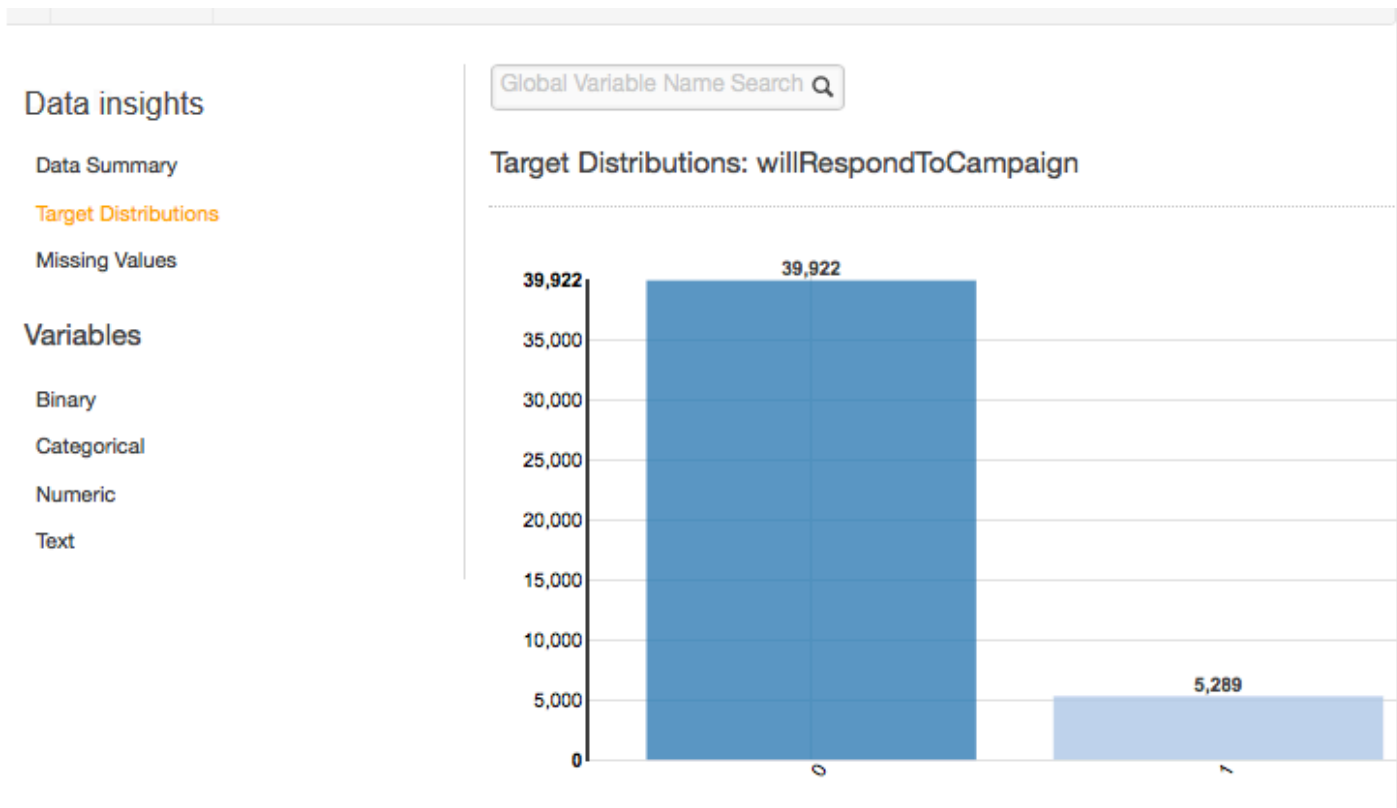 Data insights
Data Summary
Target Distributions
Missing Values
Variables
Binary
Categorical
Numeric
Text
Global Variable Name Search
Target Distributions: willRespondToCampaign
39,922
39,922
35,000
30,000
25,000
20,000
15,000
10,000
5,289
5,000
0
0
1